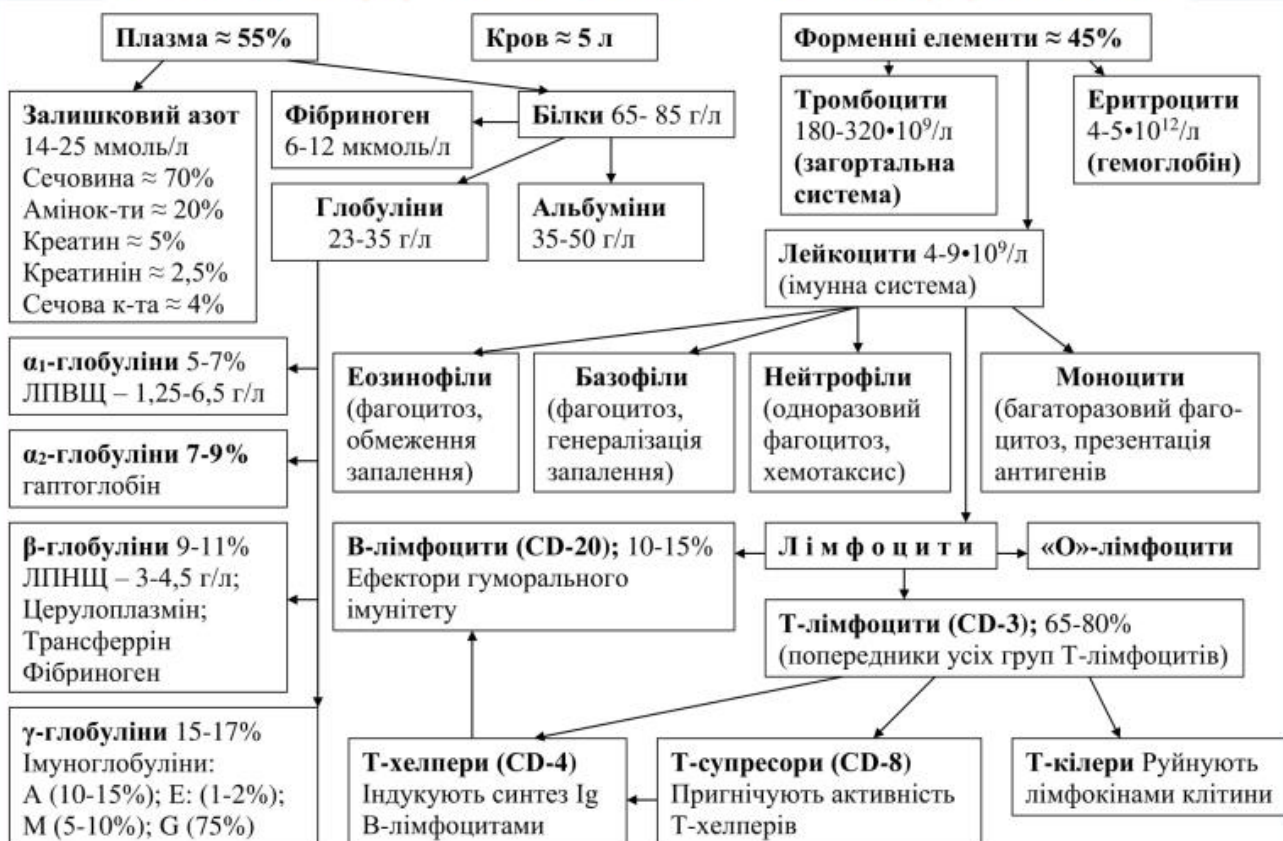 Плазма ≈ 55%
Кров ≈ 5 л
Форменні елементи ≈ 45%
Залишковий азот
14-25 ммоль/л
Сечовина ≈ 70%
Амінок-ти ≈ 20%
Креатин ≈ 5%
Креатинін ≈ 2,5%
Сечова к-та ≈ 4%
Фібриноген
6-12 мкмоль/л
Білки 65- 85 г/л
Тромбоцити
180-320•10⁹/л
(загортальна
система)
Еритроцити
4-5•10¹²/л
(гемоглобін)
Глобуліни
23-35 г/л
Альбуміни
35-50 г/л
Лейкоцити 4-9•10⁹/л
(імунна система)
α₁-глобуліни 5-7%
ЛПВЩ – 1,25-6,5 г/л
Еозинофіли
(фагоцитоз,
обмеження
запалення)
Базофіли
(фагоцитоз,
генералізація
запалення)
Нейтрофіли
(одноразовий
фагоцитоз,
хемотаксис)
Моноцити
(багаторазовий фаго-
цитоз, презентація
антигенів
α₂-глобуліни 7-9%
гаптоглобін
β-глобуліни 9-11%
ЛПНЩ – 3-4,5 г/л;
Церулоплазмін;
Трансферрін
Фібриноген
В-лімфоцити (CD-20); 10-15%
Ефектори гуморального
імунітету
Л і м ф о ц и т и
«О»-лімфоцити
Т-лімфоцити (CD-3); 65-80%
(попередники усіх груп Т-лімфоцитів)
γ-глобуліни 15-17%
Імуноглобуліни:
А (10-15%); Е: (1-2%);
М (5-10%); G (75%)
Т-хелпери (CD-4)
Індукують синтез Ig
В-лімфоцитами
Т-супресори (CD-8)
Пригнічують активність
Т-хелперів
Т-кілери Руйнують
лімфокінами клітини